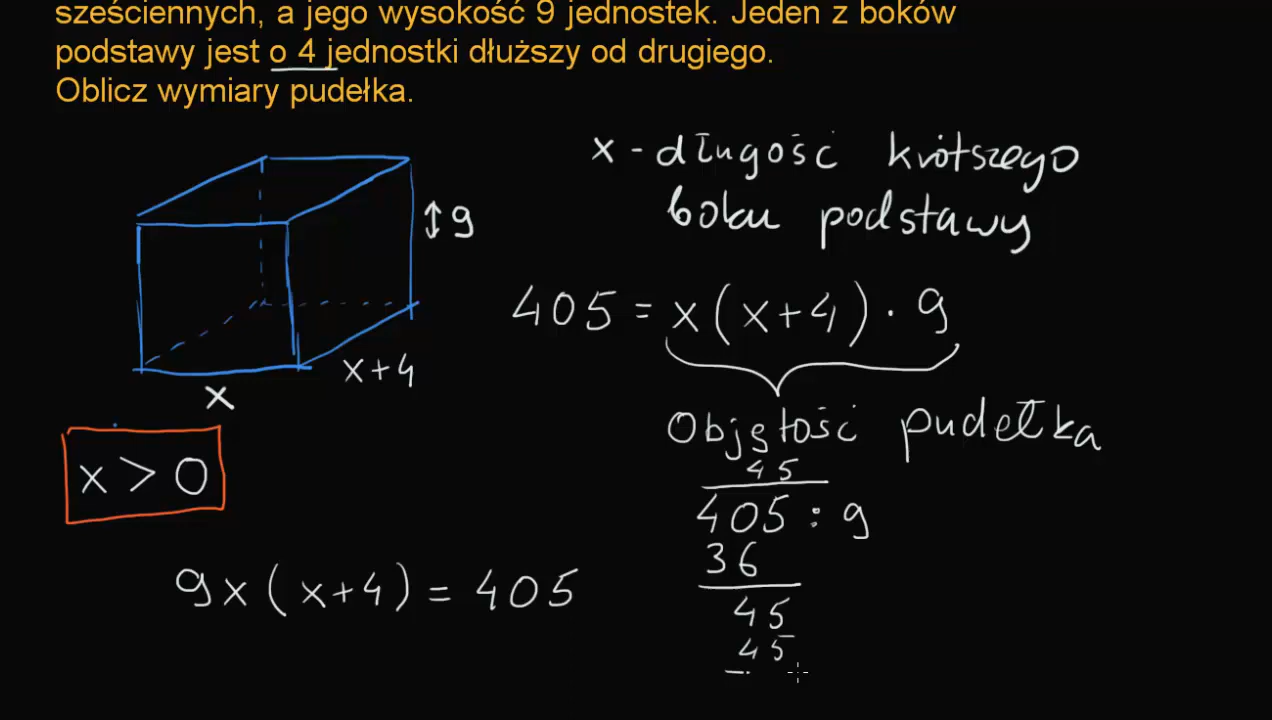 sześciennych, a jego wysokość 9 jednostek. Jeden z boków
podstawy jest o 4 jednostki dłuższy od drugiego.
Oblicz wymiary pudełka.
x - długość krótszego
boku podstawy
9
405 = x(x+4) · 9
x+4
x
Objętość pudełka
x > 0
45
405 : 9
36
9x(x+4) = 405
45
45